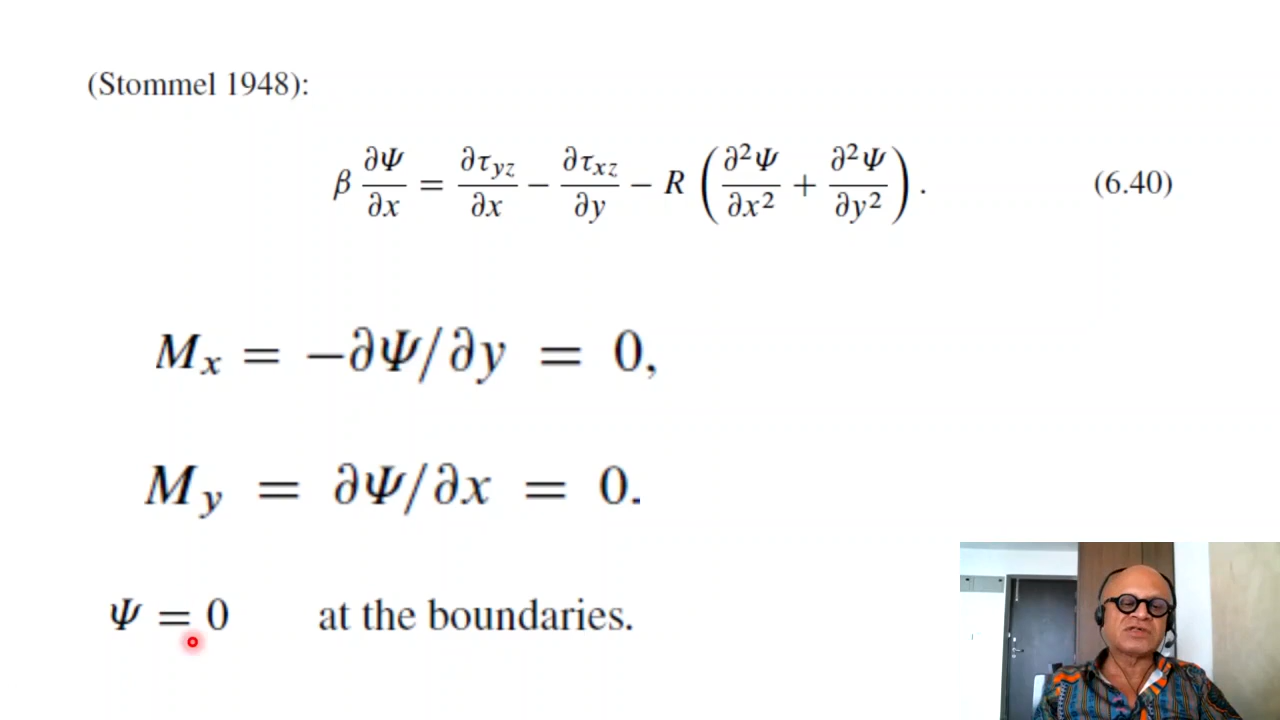 (Stommel 1948):
β ∂Ψ/∂x = ∂τ_yz/∂x − ∂τ_xz/∂y − R (∂²Ψ/∂x² + ∂²Ψ/∂y²). (6.40)
M_x = −∂Ψ/∂y = 0,
M_y = ∂Ψ/∂x = 0.
Ψ = 0 at the boundaries.